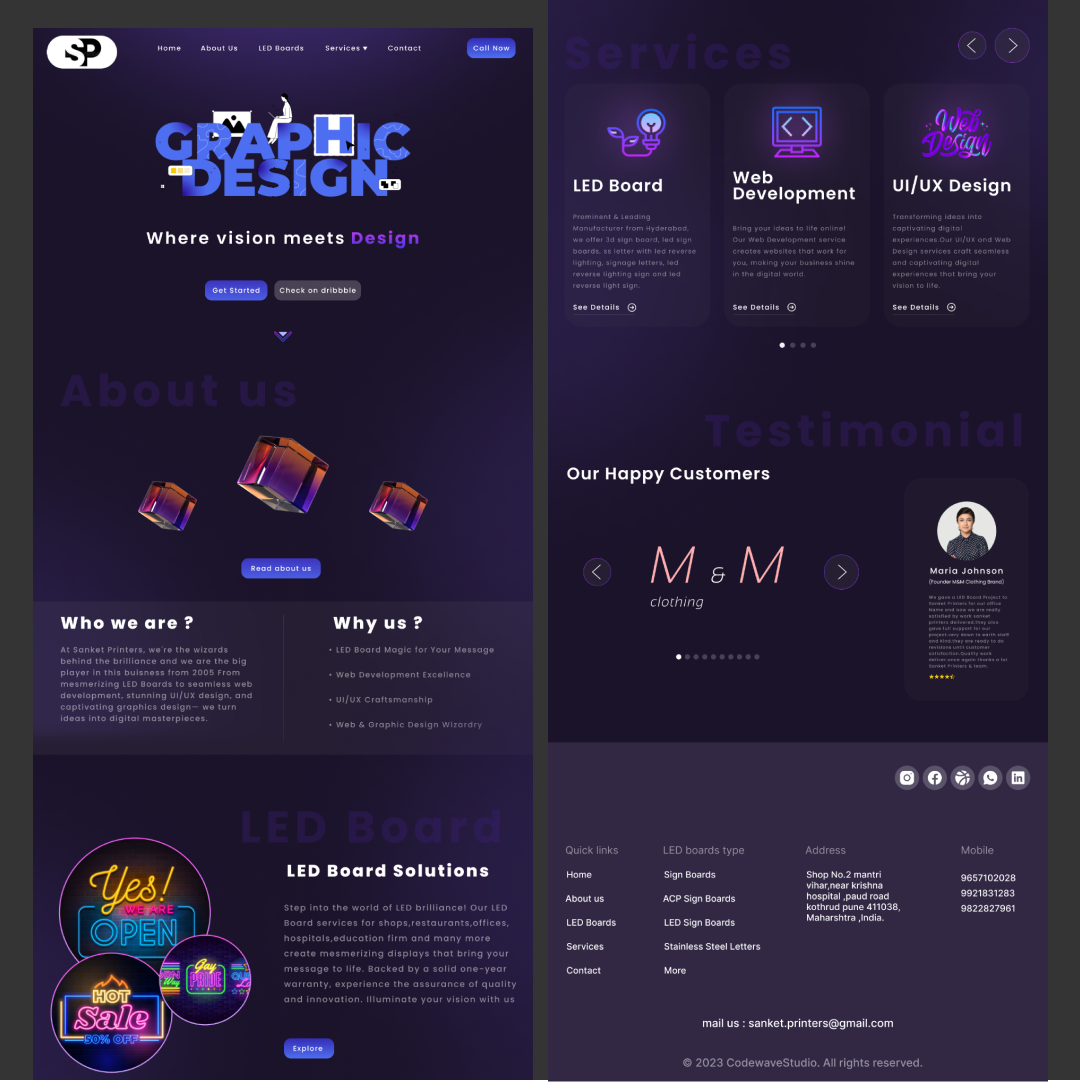 SP
Home About Us LED Boards Services ▾ Contact Call Now
GRAPHIC
DESIGN
Where vision meets Design
Get Started Check on dribbble
About us
Read about us
Who we are ?
At Sanket Printers, we're the wizards
behind the brilliance and we are the big
player in this buisness from 2005 From
mesmerizing LED Boards to seamless web
development, stunning UI/UX design, and
captivating graphics design— we turn
ideas into digital masterpieces.
Why us ?
• LED Board Magic for Your Message
• Web Development Excellence
• UI/UX Craftsmanship
• Web & Graphic Design Wizardry
LED Board
Yes!
WE ARE
OPEN
Gay
PRIDE
HOT
Sale
50% OFF
LED Board Solutions
Step into the world of LED brilliance! Our LED
Board services for shops,restaurants,offices,
hospitals,education firm and many more
create mesmerizing displays that bring your
message to life. Backed by a solid one-year
warranty, experience the assurance of quality
and innovation. Illuminate your vision with us
Explore
Services
LED Board
Prominent & Leading
Manufacturer from Hyderabad,
we offer 3d sign board, led sign
boards, ss letter with led reverse
lighting, signage letters, led
reverse lighting sign and led
reverse light sign.
See Details
Web
Development
Bring your ideas to life online!
Our Web Development service
creates websites that work for
you, making your business shine
in the digital world.
See Details
Web
Design
UI/UX Design
Transforming ideas into
captivating digital
experiences.Our UI/UX and Web
Design services craft seamless
and captivating digital
experiences that bring your
vision to life.
See Details
Testimonial
Our Happy Customers
M & M
clothing
Maria Johnson
(Founder M&M Clothing Brand)
We gave a LED Board Project to
Sanket Printers for our office
Name and now we are really
satisfied by work sanket
printers delivered.they also
gave full support for our
project.very down to earth staff
and kind.they are ready to do
revisions until customer
satisfaction.Quality work
deliver once again thanks a lot
Sanket Printers & team.
Quick links
Home
About us
LED Boards
Services
Contact
LED boards type
Sign Boards
ACP Sign Boards
LED Sign Boards
Stainless Steel Letters
More
Address
Shop No.2 mantri
vihar,near krishna
hospital ,paud road
kothrud pune 411038,
Maharshtra ,India.
Mobile
9657102028
9921831283
9822827961
mail us : sanket.printers@gmail.com
© 2023 CodewaveStudio. All rights reserved.